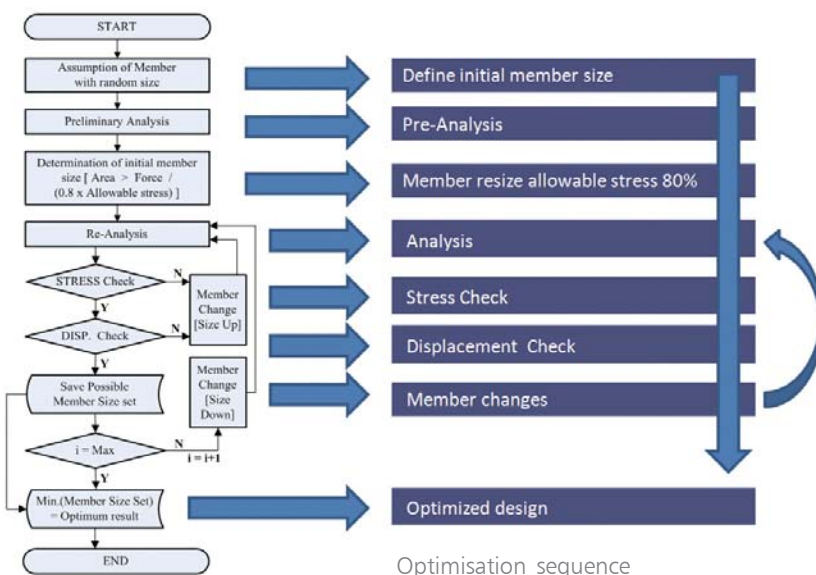 START
Assumption of Member
with random size
Preliminary Analysis
Determination of initial member
size [ Area > Force /
(0.8 x Allowable stress) ]
Re-Analysis
STRESS Check
N
Y
Member
Change
[Size Up]
DISP. Check
N
Y
Save Possible
Member Size set
Member
Change
[Size
Down]
i = Max
N
i = i+1
Y
Min.(Member Size Set)
= Optimum result
END
Define initial member size
Pre-Analysis
Member resize allowable stress 80%
Analysis
Stress Check
Displacement Check
Member changes
Optimized design
Optimisation sequence